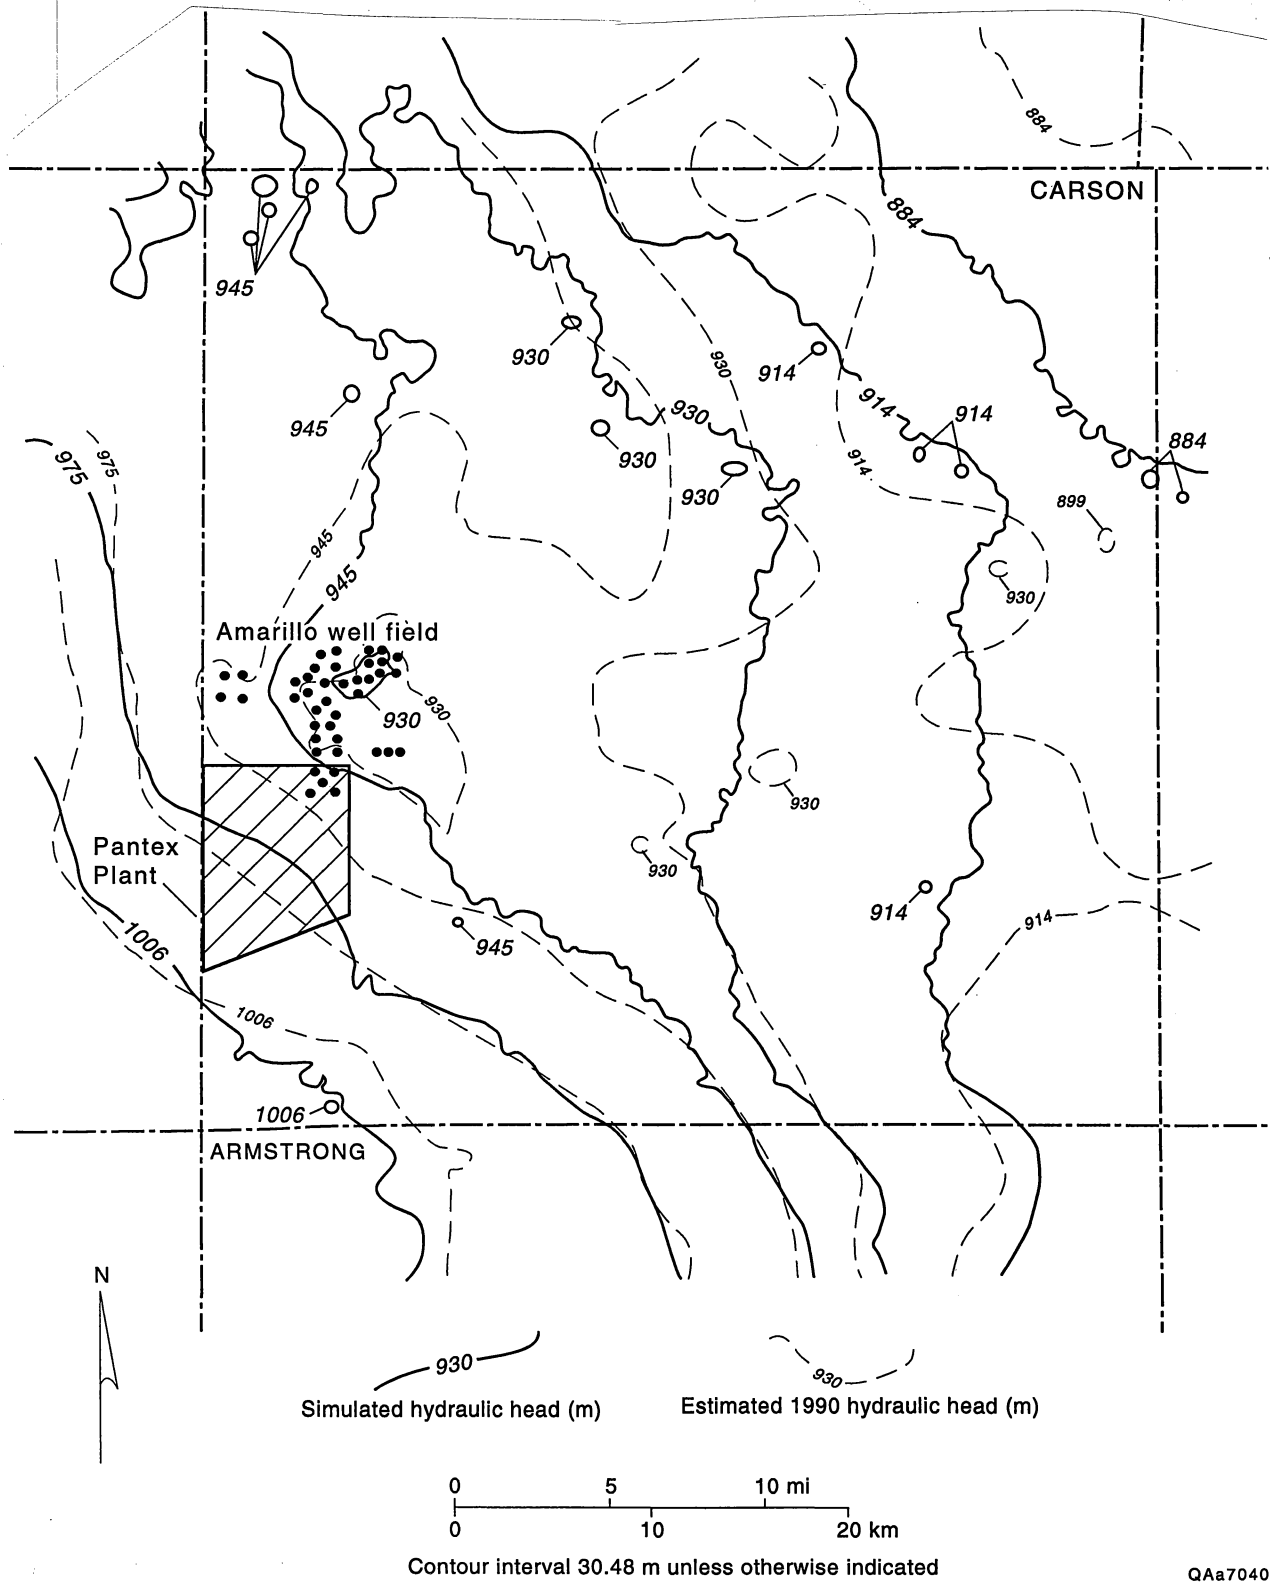 884
CARSON
884
945
930
930
914
945
930
914
914
930
884
975
975
930
914
930
899
945
945
930
Amarillo well field
930
930
930
Pantex
Plant
930
914
1006
945
914
1006
1006
ARMSTRONG
N
930
930
Simulated hydraulic head (m)
Estimated 1990 hydraulic head (m)
0 5 10 mi
0 10 20 km
Contour interval 30.48 m unless otherwise indicated
QAa7040